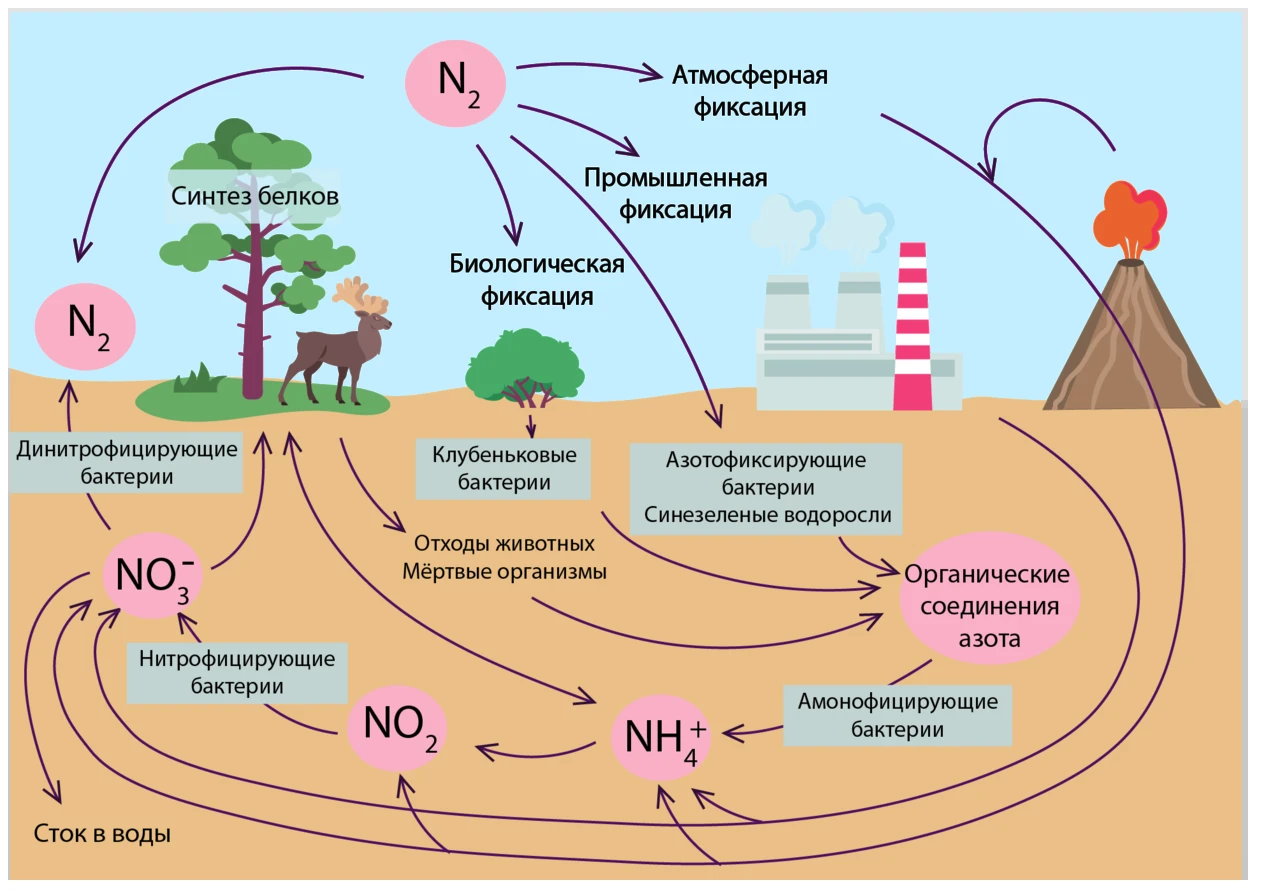 N2
Атмосферная
фиксация
Промышленная
фиксация
Синтез белков
Биологическая
фиксация
N2
Динитрофицирующие
бактерии
Клубеньковые
бактерии
Азотофиксирующие
бактерии
Синезеленые водоросли
Отходы животных
Мёртвые организмы
NO3-
Органические
соединения
азота
Нитрофицирующие
бактерии
NO2
NH4+
Амонофицирующие
бактерии
Сток в воды